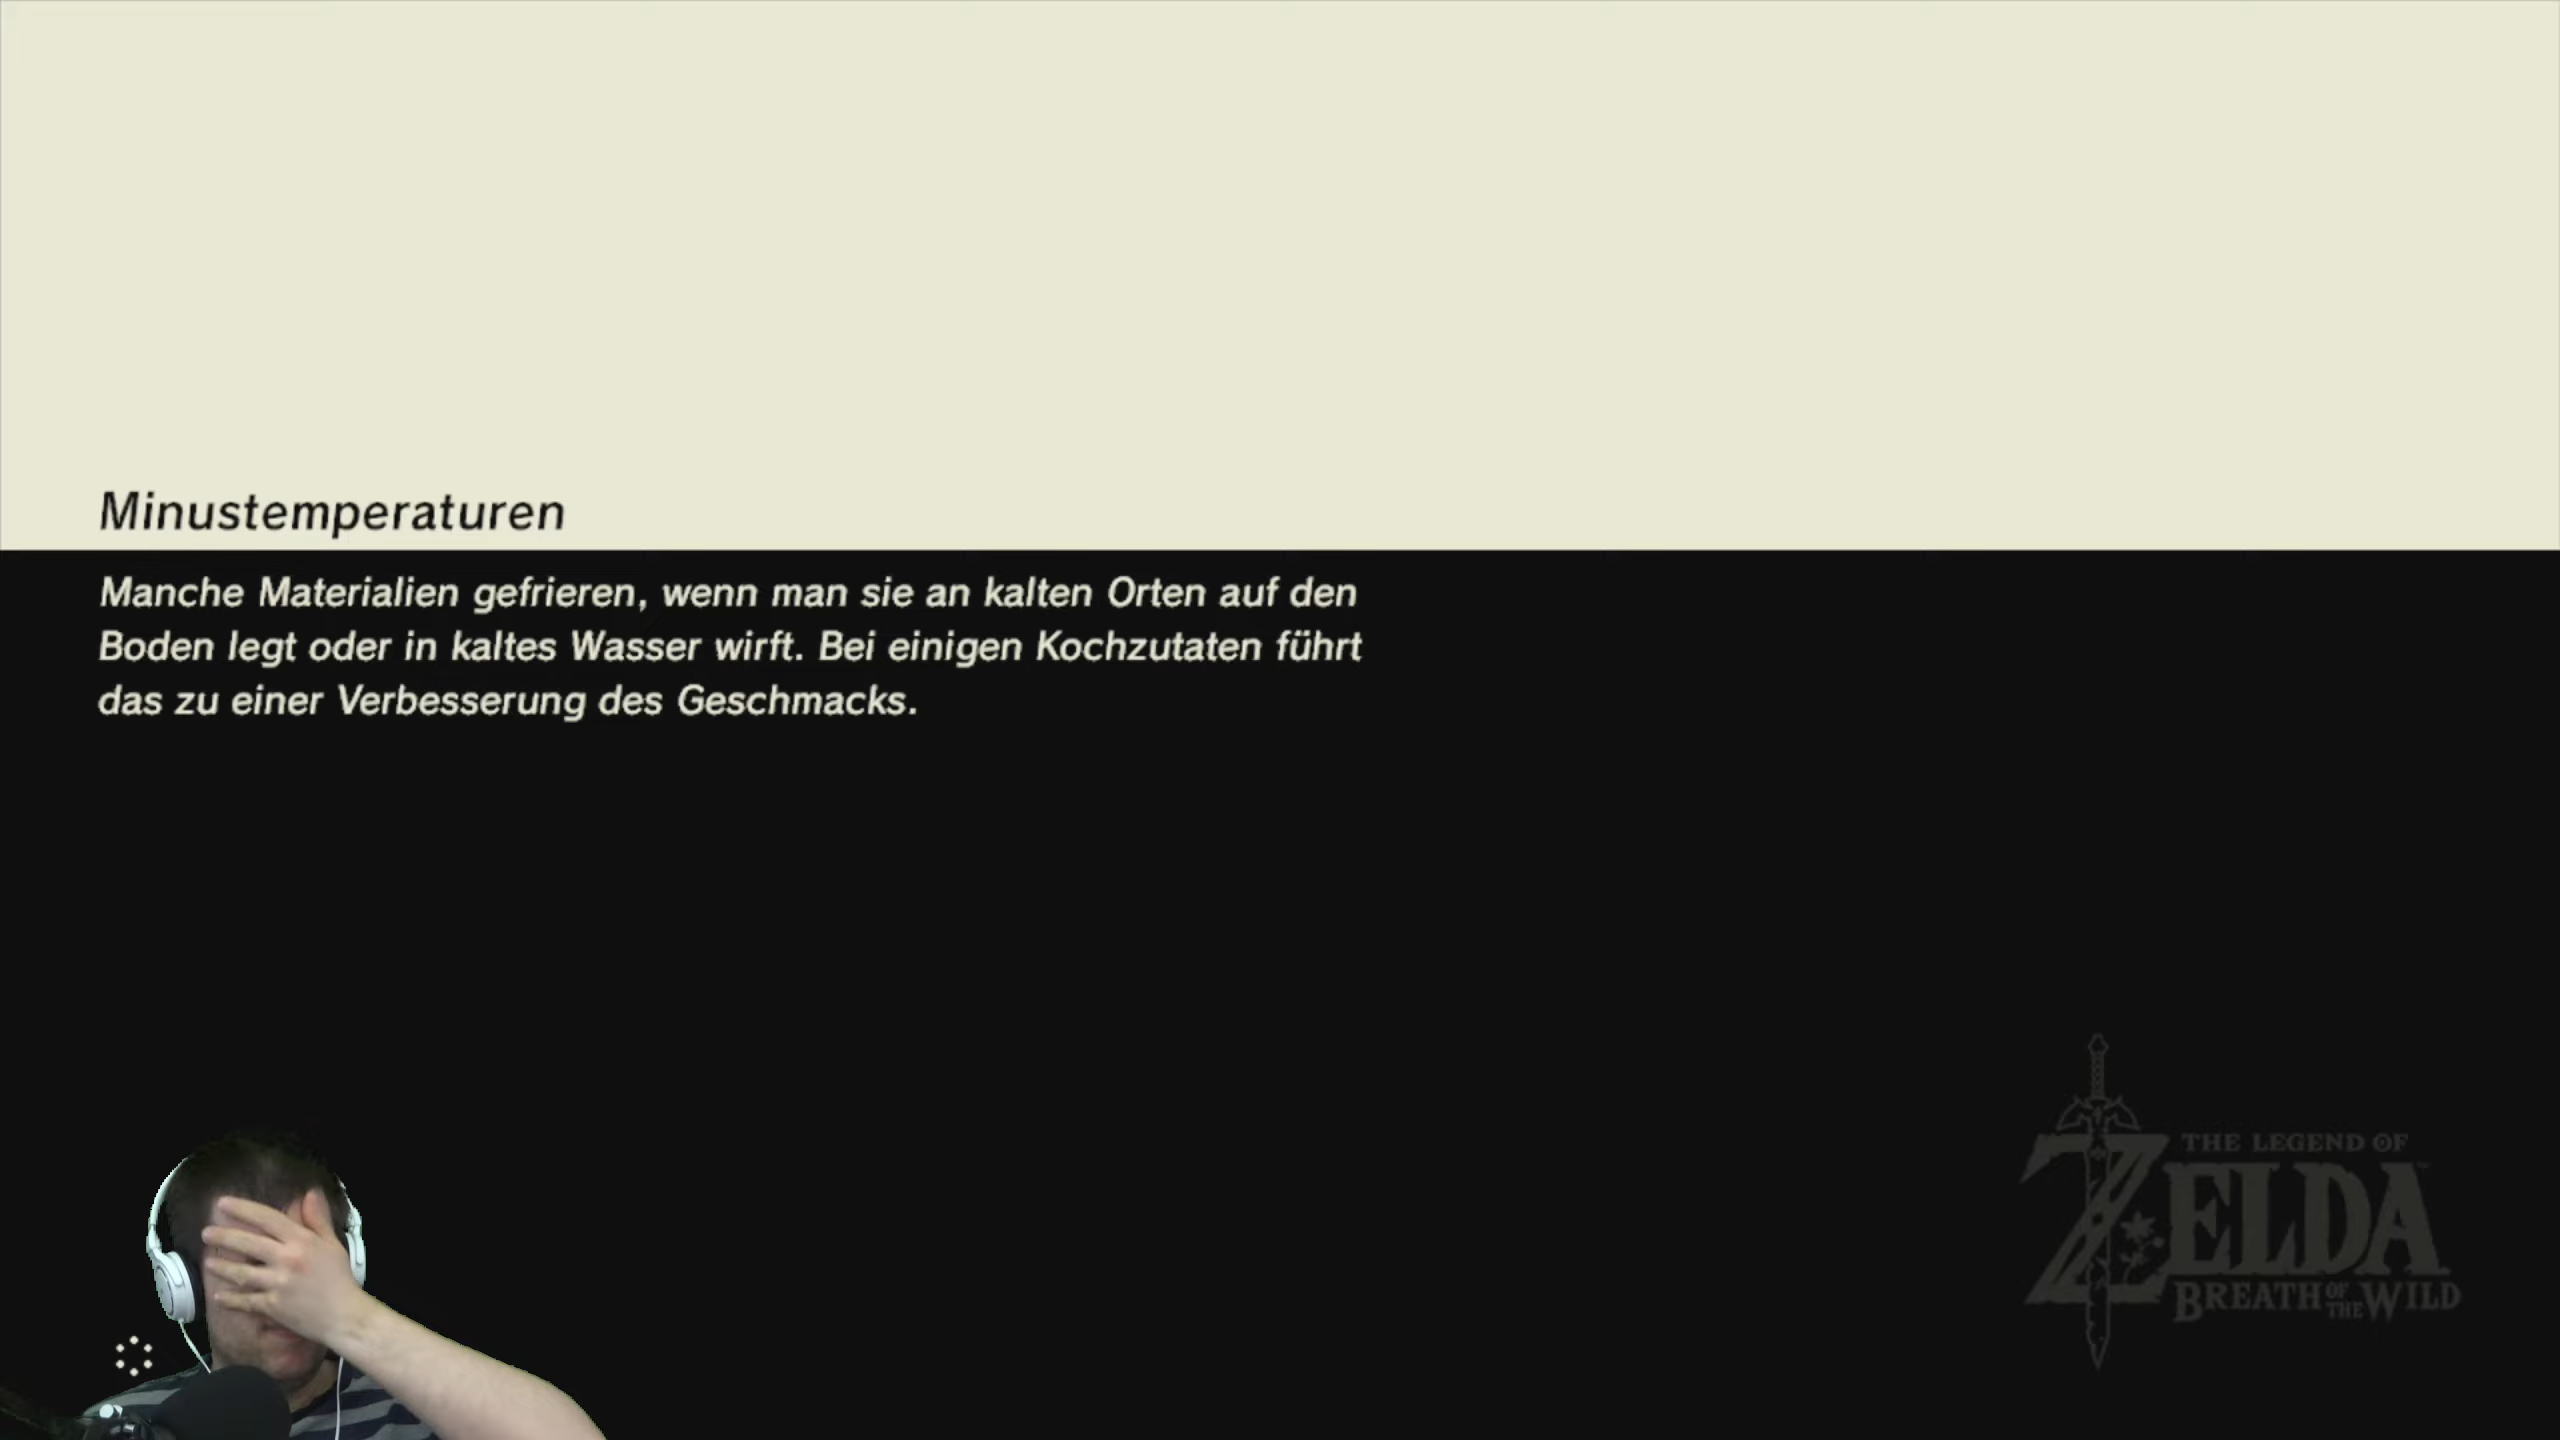 Minustemperaturen
Manche Materialien gefrieren, wenn man sie an kalten Orten auf den
Boden legt oder in kaltes Wasser wirft. Bei einigen Kochzutaten führt
das zu einer Verbesserung des Geschmacks.
THE LEGEND OF
ZELDA
BREATH OF THE WILD